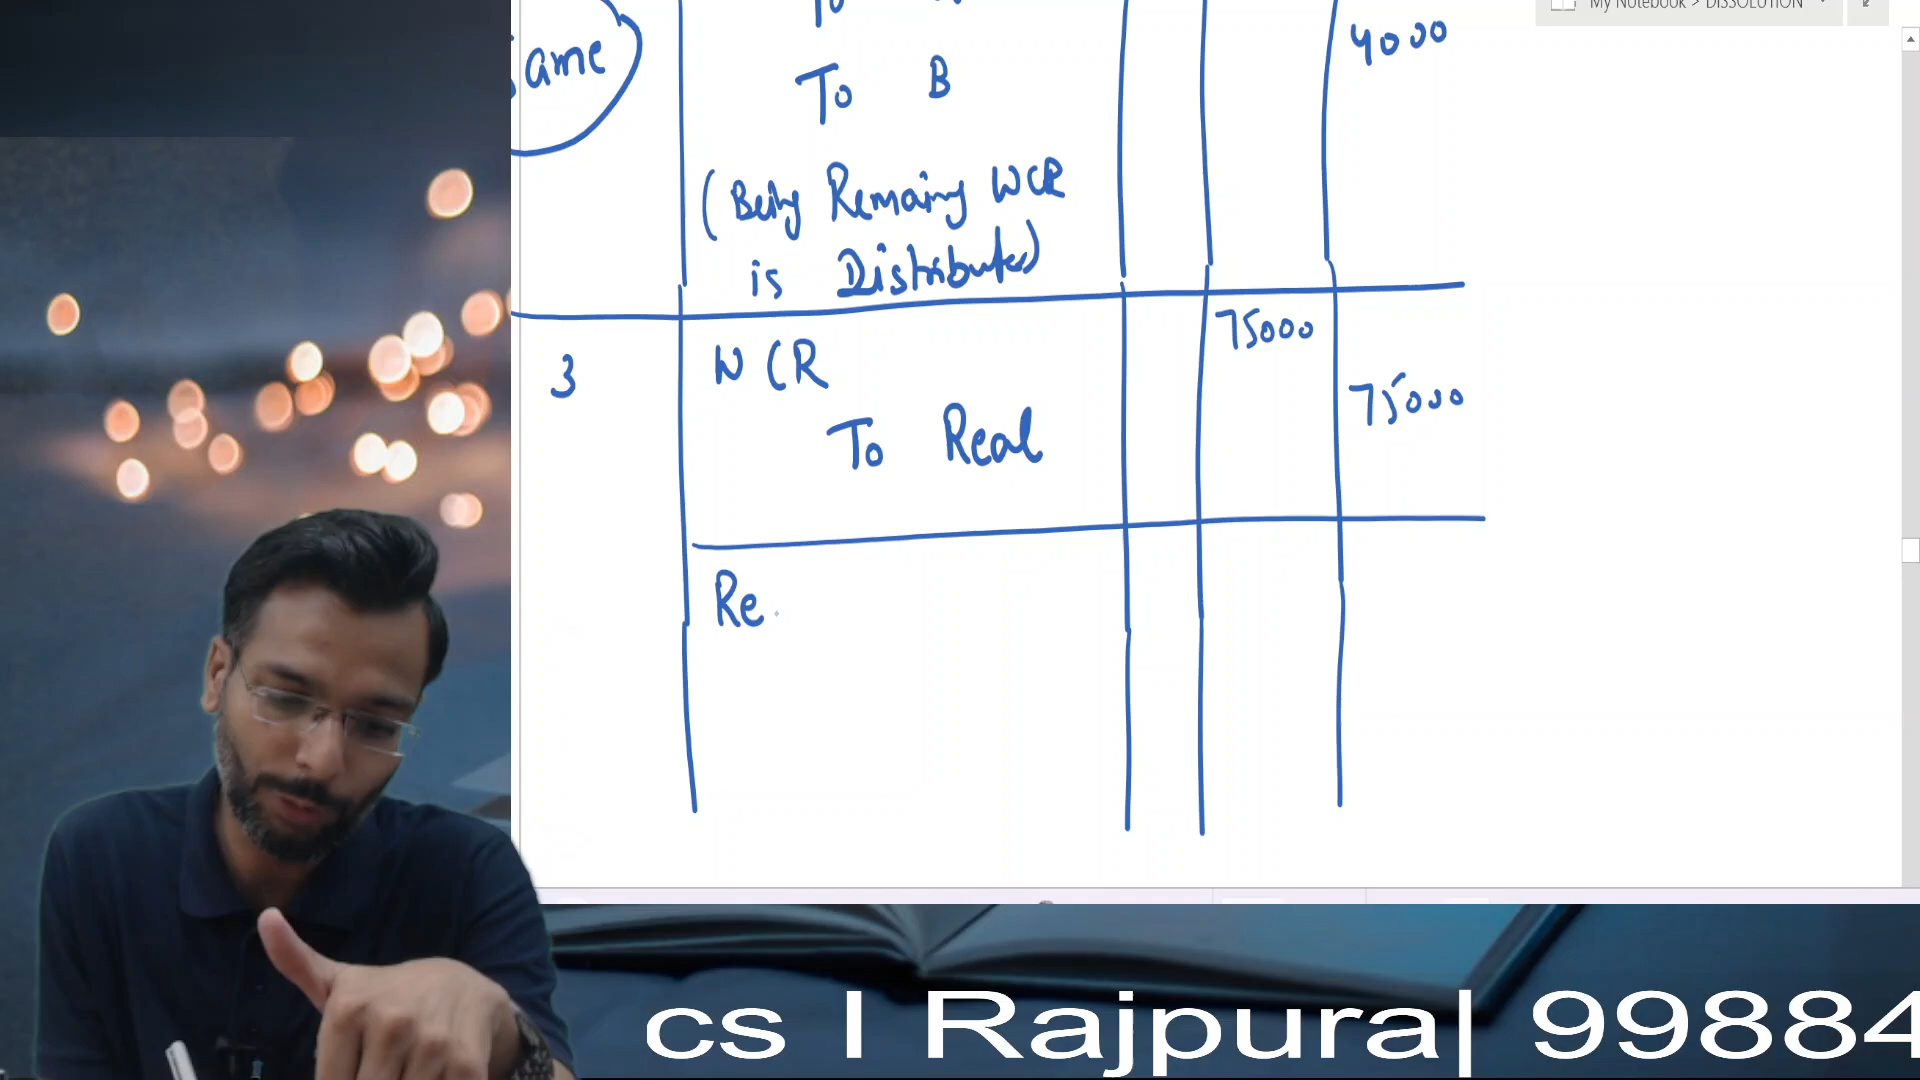 My Notebook > DISSOLUTION
4000
ame
To B
(Being Remaing WCR
is Distributed)
75000
3
WCR
75000
To Real
Re
cs I Rajpura| 99884